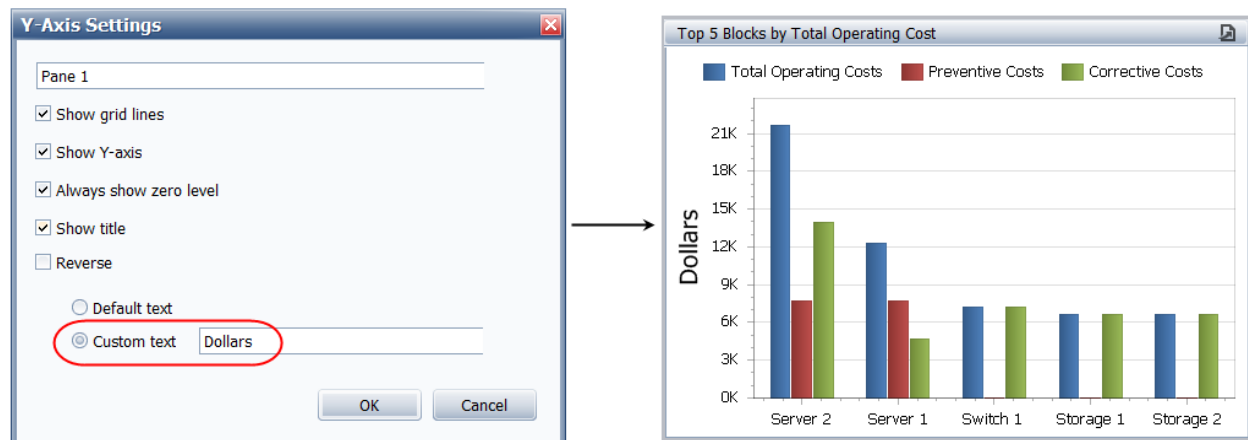 Y-Axis Settings
Pane 1
Show grid lines
Show Y-axis
Always show zero level
Show title
Reverse
Default text
Custom text Dollars
OK Cancel
Top 5 Blocks by Total Operating Cost
Total Operating Costs Preventive Costs Corrective Costs
Dollars
21K
18K
15K
12K
9K
6K
3K
0K
Server 2 Server 1 Switch 1 Storage 1 Storage 2